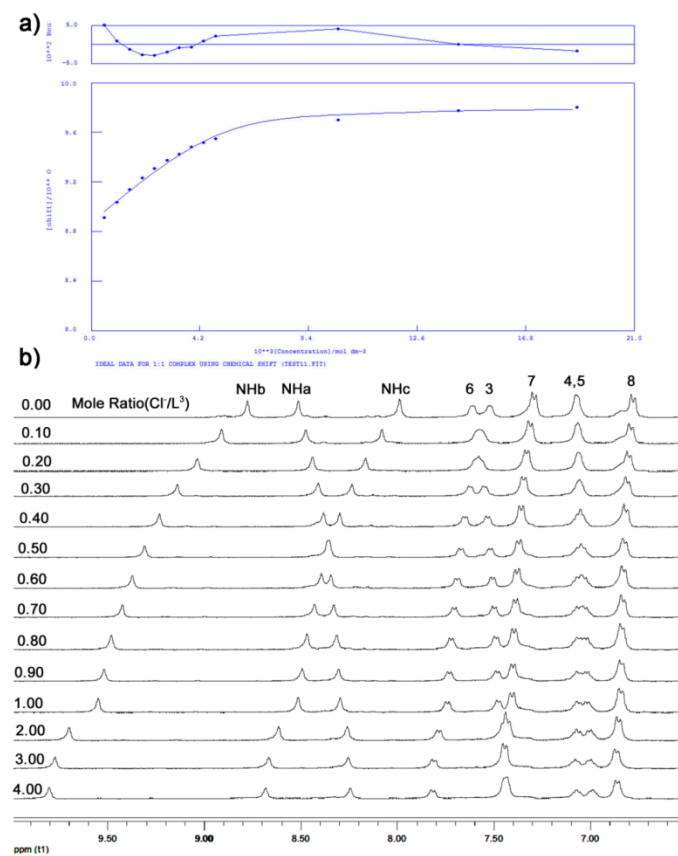 a)
10**2 Res
6.0
-6.0
10.0
9.6
9.2
8.8
8.4
8.0
[shift]/10** 0
0.0 4.2 8.4 12.6 16.8 21.0
10**3[Concentration]/mol dm-3
IDEAL DATA FOR 1:1 COMPLEX USING CHEMICAL SHIFT (TEST11.FIT)
b)
NHb NHa NHc 6 3 7 4,5 8
0.00 Mole Ratio(Cl⁻/L³)
0.10
0.20
0.30
0.40
0.50
0.60
0.70
0.80
0.90
1.00
2.00
3.00
4.00
9.50 9.00 8.50 8.00 7.50 7.00
ppm (t1)